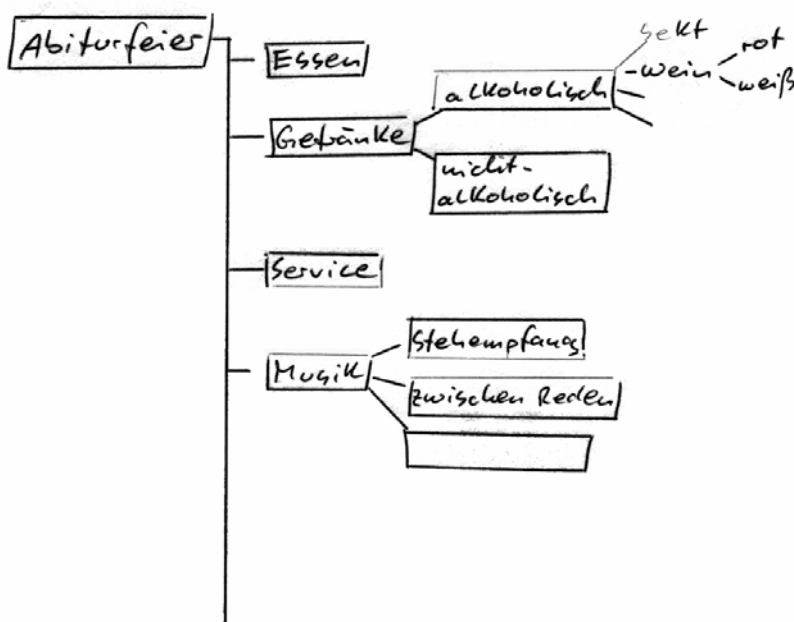 Abiturfeier
Essen
Getränke
alkoholisch
Sekt
-wein
rot
weiß
nicht-
alkoholisch
Service
Musik
Stehempfang
zwischen Reden